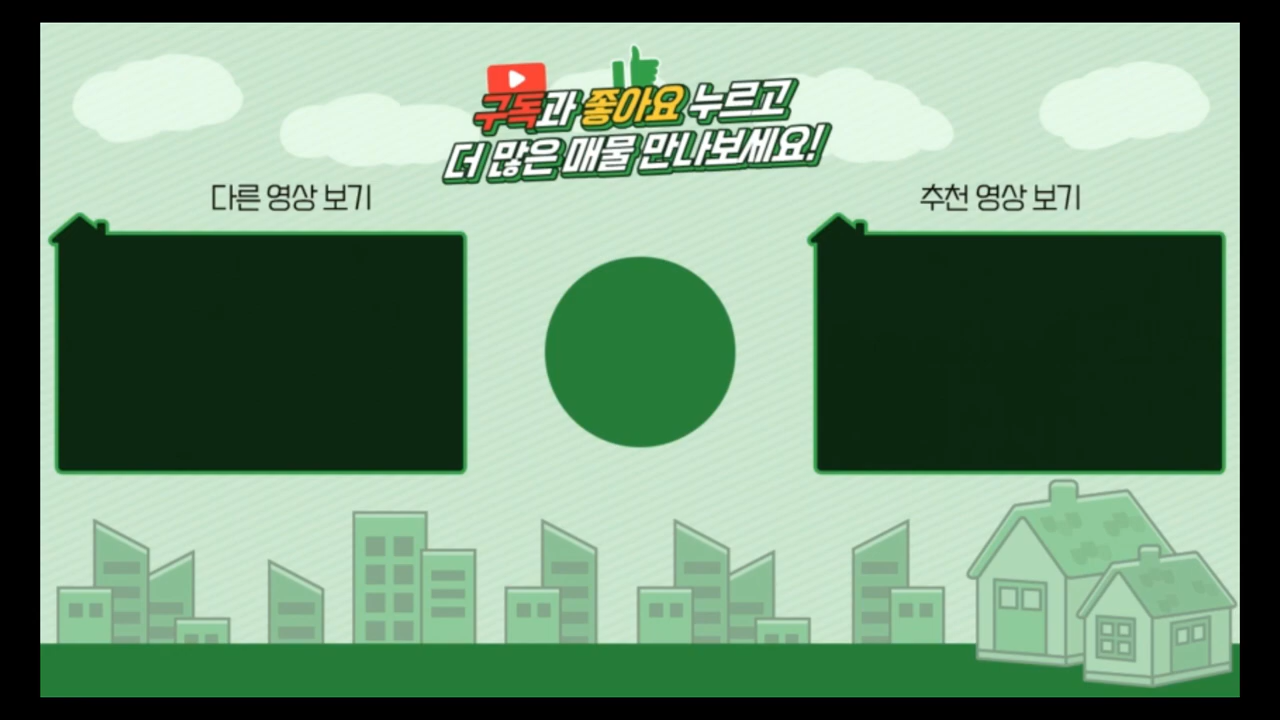 구독과 좋아요 누르고
더 많은 매물 만나보세요!
다른 영상 보기
추천 영상 보기